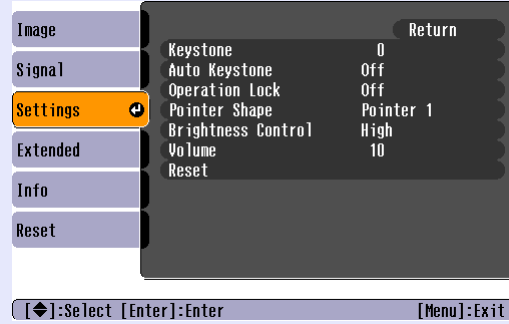 Image
Signal
Settings
Extended
Info
Reset
Return
Keystone 0
Auto Keystone Off
Operation Lock Off
Pointer Shape Pointer 1
Brightness Control High
Volume 10
Reset
[◆]:Select [Enter]:Enter [Menu]:Exit